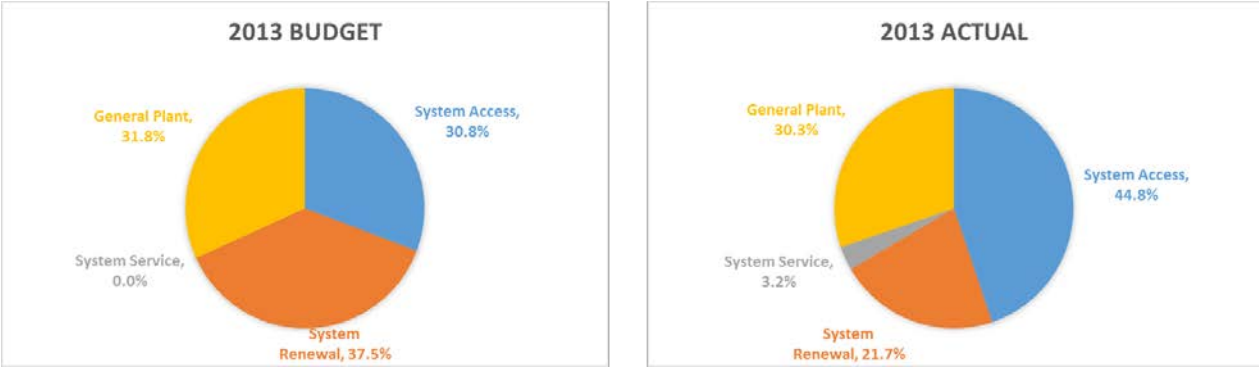 2013 BUDGET
General Plant,
31.8%
System Access,
30.8%
System Service,
0.0%
System
Renewal, 37.5%
2013 ACTUAL
General Plant,
30.3%
System Access,
44.8%
System Service,
3.2%
System
Renewal, 21.7%